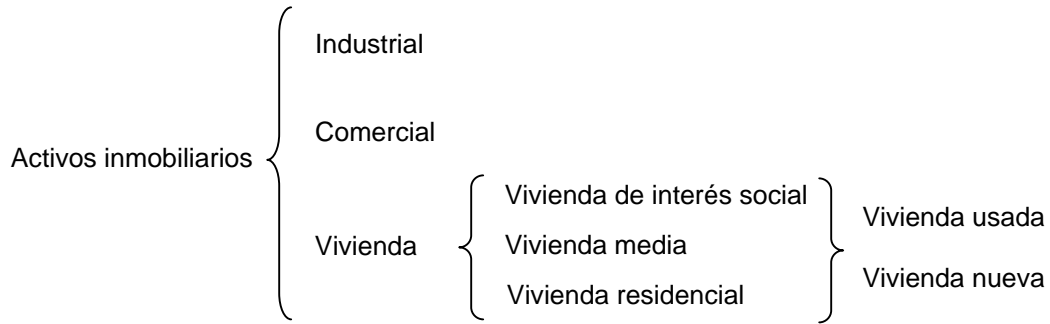 Industrial
Comercial
Activos inmobiliarios
Vivienda de interés social
Vivienda usada
Vivienda
Vivienda media
Vivienda nueva
Vivienda residencial